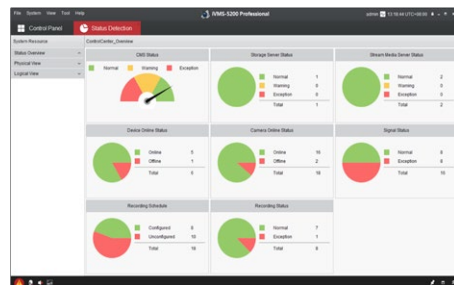 File System View Tool Help
iVMS-5200 Professional
admin
Control Panel
Status Detection
System Resource
ControlCenter_Overview
Status Overview
Physical View
Logical View
CMS Status
Normal Warning Exception
Storage Server Status
Normal 1
Warning 0
Exception 0
Total 1
Stream Media Server Status
Normal 2
Warning 0
Exception 0
Total 2
Device Online Status
Online 5
Offline 1
Total 6
Camera Online Status
Online 16
Offline 2
Total 18
Signal Status
Normal 8
Exception 8
Total 16
Recording Schedule
Configured 8
Unconfigured 10
Total 18
Recording Status
Normal 7
Exception 1
Total 8